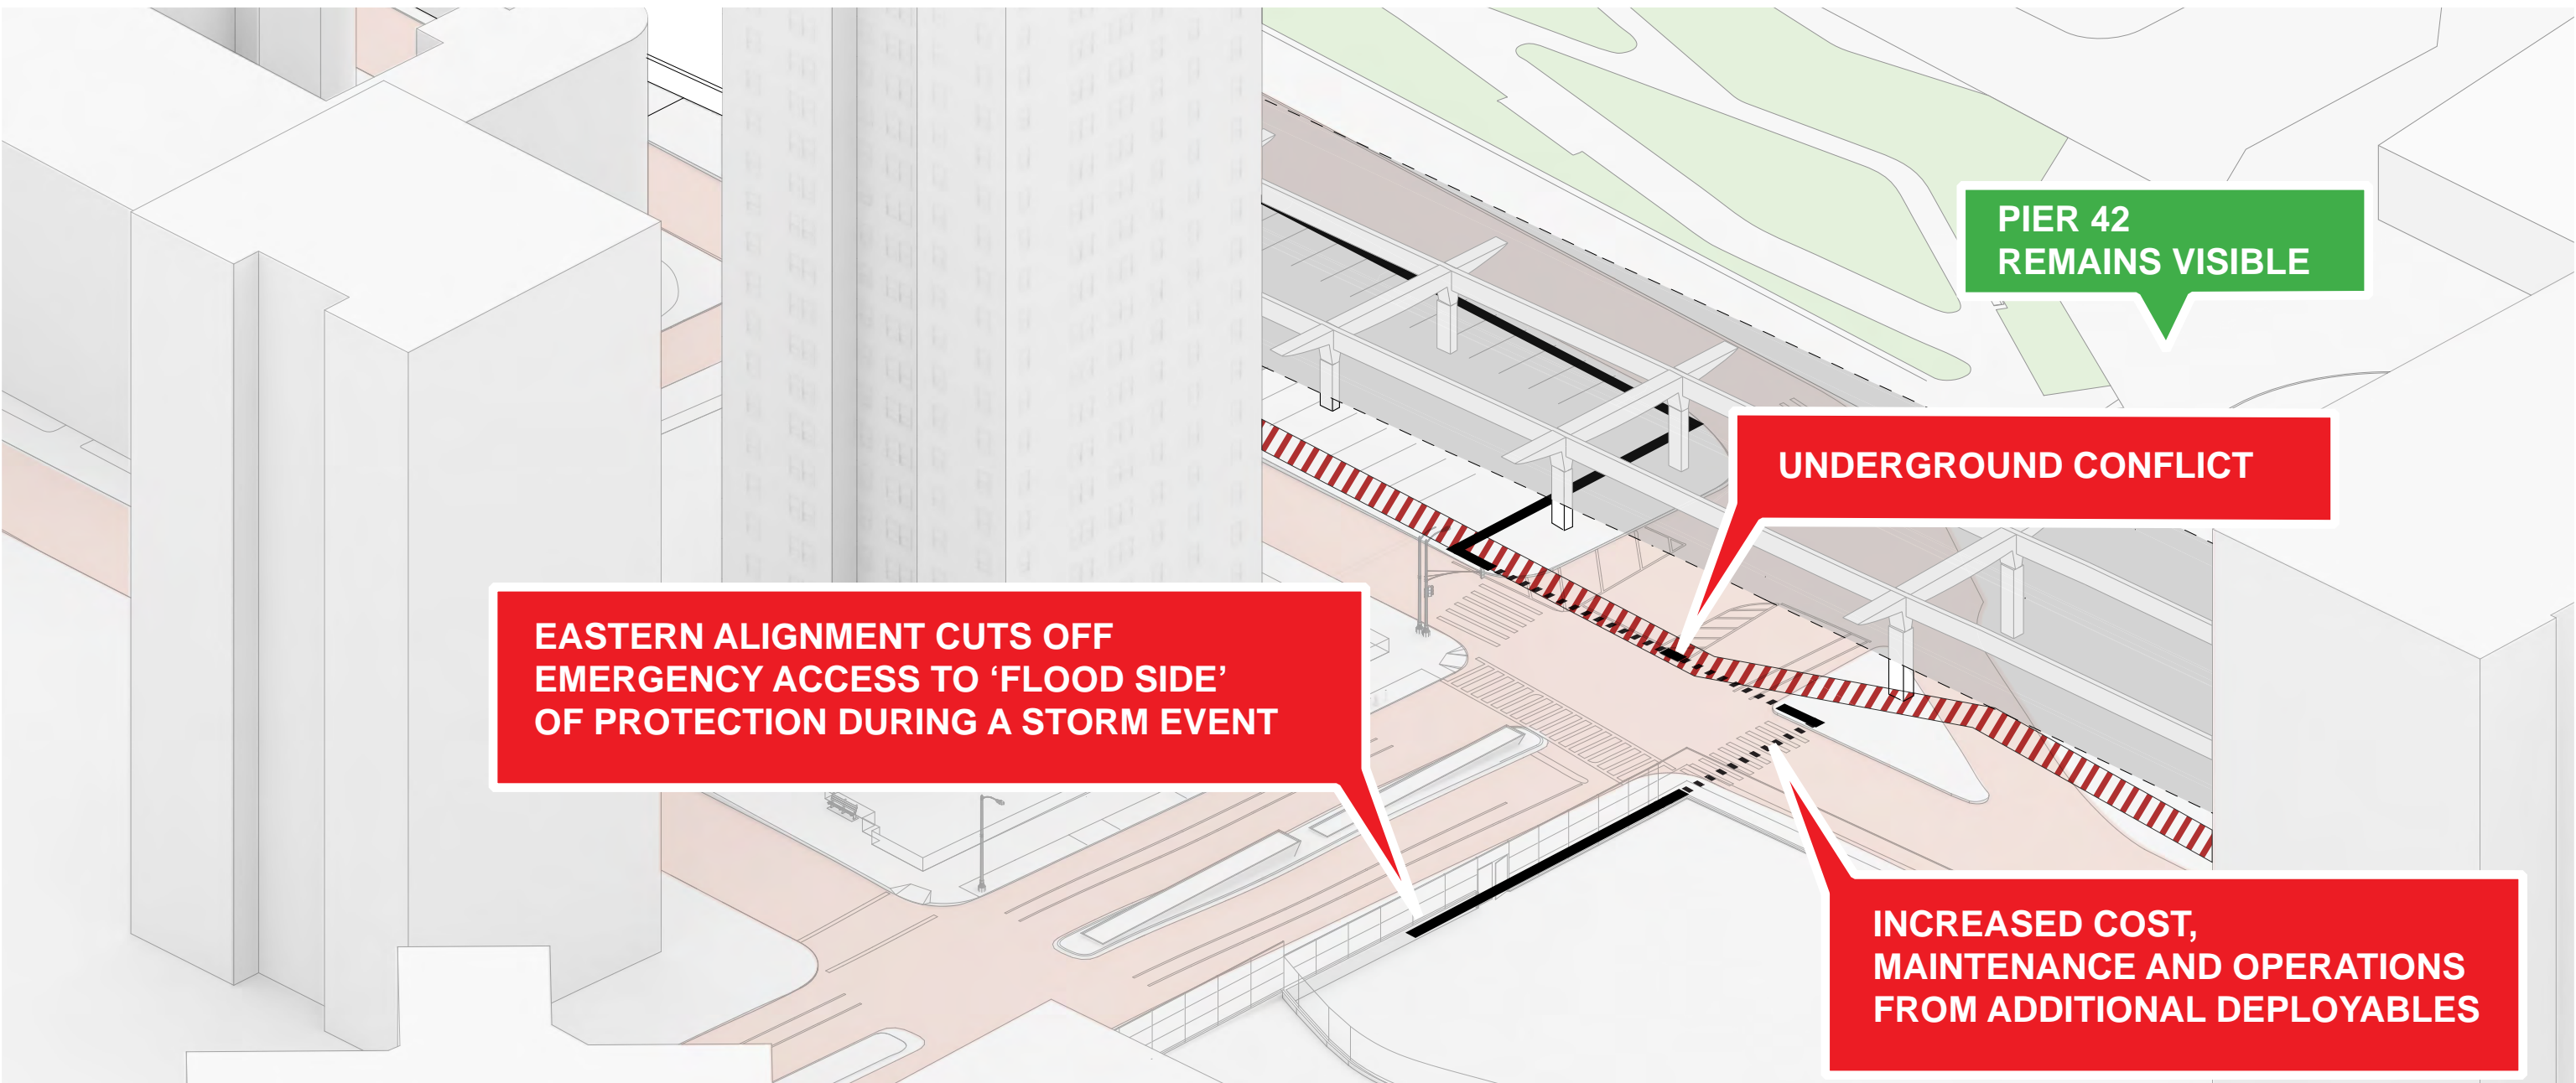 PIER 42
REMAINS VISIBLE
UNDERGROUND CONFLICT
EASTERN ALIGNMENT CUTS OFF
EMERGENCY ACCESS TO ‘FLOOD SIDE’
OF PROTECTION DURING A STORM EVENT
INCREASED COST,
MAINTENANCE AND OPERATIONS
FROM ADDITIONAL DEPLOYABLES